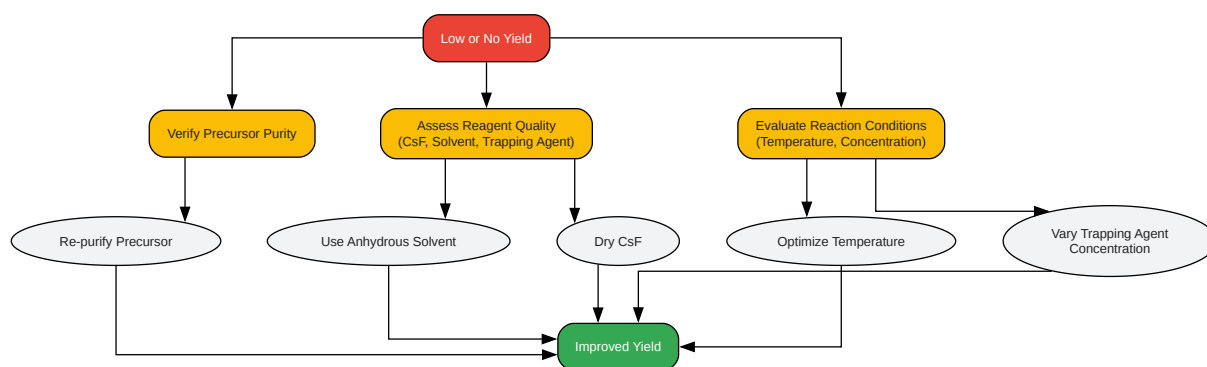 Low or No Yield
Verify Precursor Purity
Assess Reagent Quality
(CsF, Solvent, Trapping Agent)
Evaluate Reaction Conditions
(Temperature, Concentration)
Re-purify Precursor
Use Anhydrous Solvent
Dry CsF
Optimize Temperature
Vary Trapping Agent
Concentration
Improved Yield